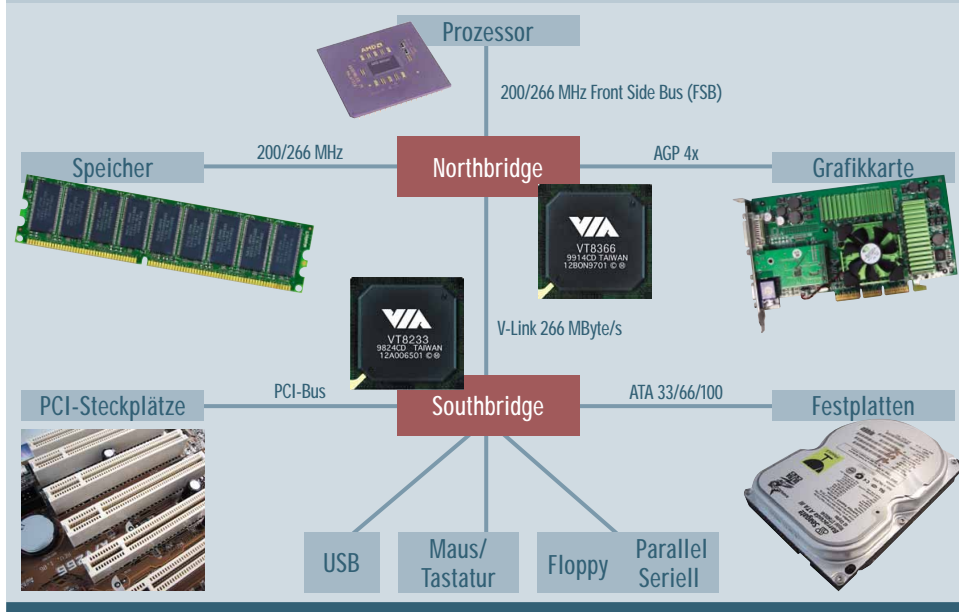 Prozessor
AMD
200/266 MHz Front Side Bus (FSB)
Speicher
200/266 MHz
Northbridge
AGP 4x
Grafikkarte
VIA
VT8366
9914CD TAIWAN
12BON9701 © ®
VIA
VT8233
9824CD TAIWAN
12A006501 © ®
V-Link 266 MByte/s
PCI-Steckplätze
PCI-Bus
Southbridge
ATA 33/66/100
Festplatten
Seagate
USB
Maus/
Tastatur
Floppy
Parallel
Seriell